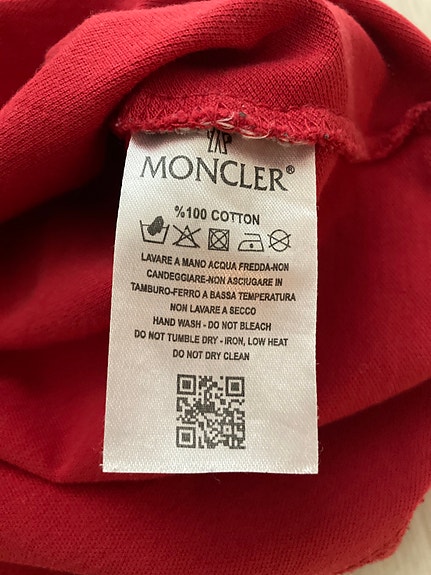 MONCLER®
%100 COTTON
LAVARE A MANO ACQUA FREDDA-NON
CANDEGGIARE-NON ASCIUGARE IN
TAMBURO-FERRO A BASSA TEMPERATURA
NON LAVARE A SECCO
HAND WASH - DO NOT BLEACH
DO NOT TUMBLE DRY - IRON, LOW HEAT
DO NOT DRY CLEAN